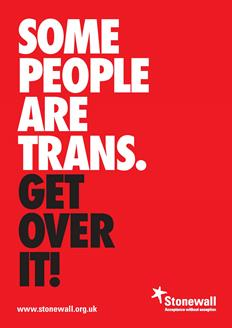 SOME
PEOPLE
ARE
TRANS.
GET
OVER
IT!
www.stonewall.org.uk
Stonewall
Acceptance without exception